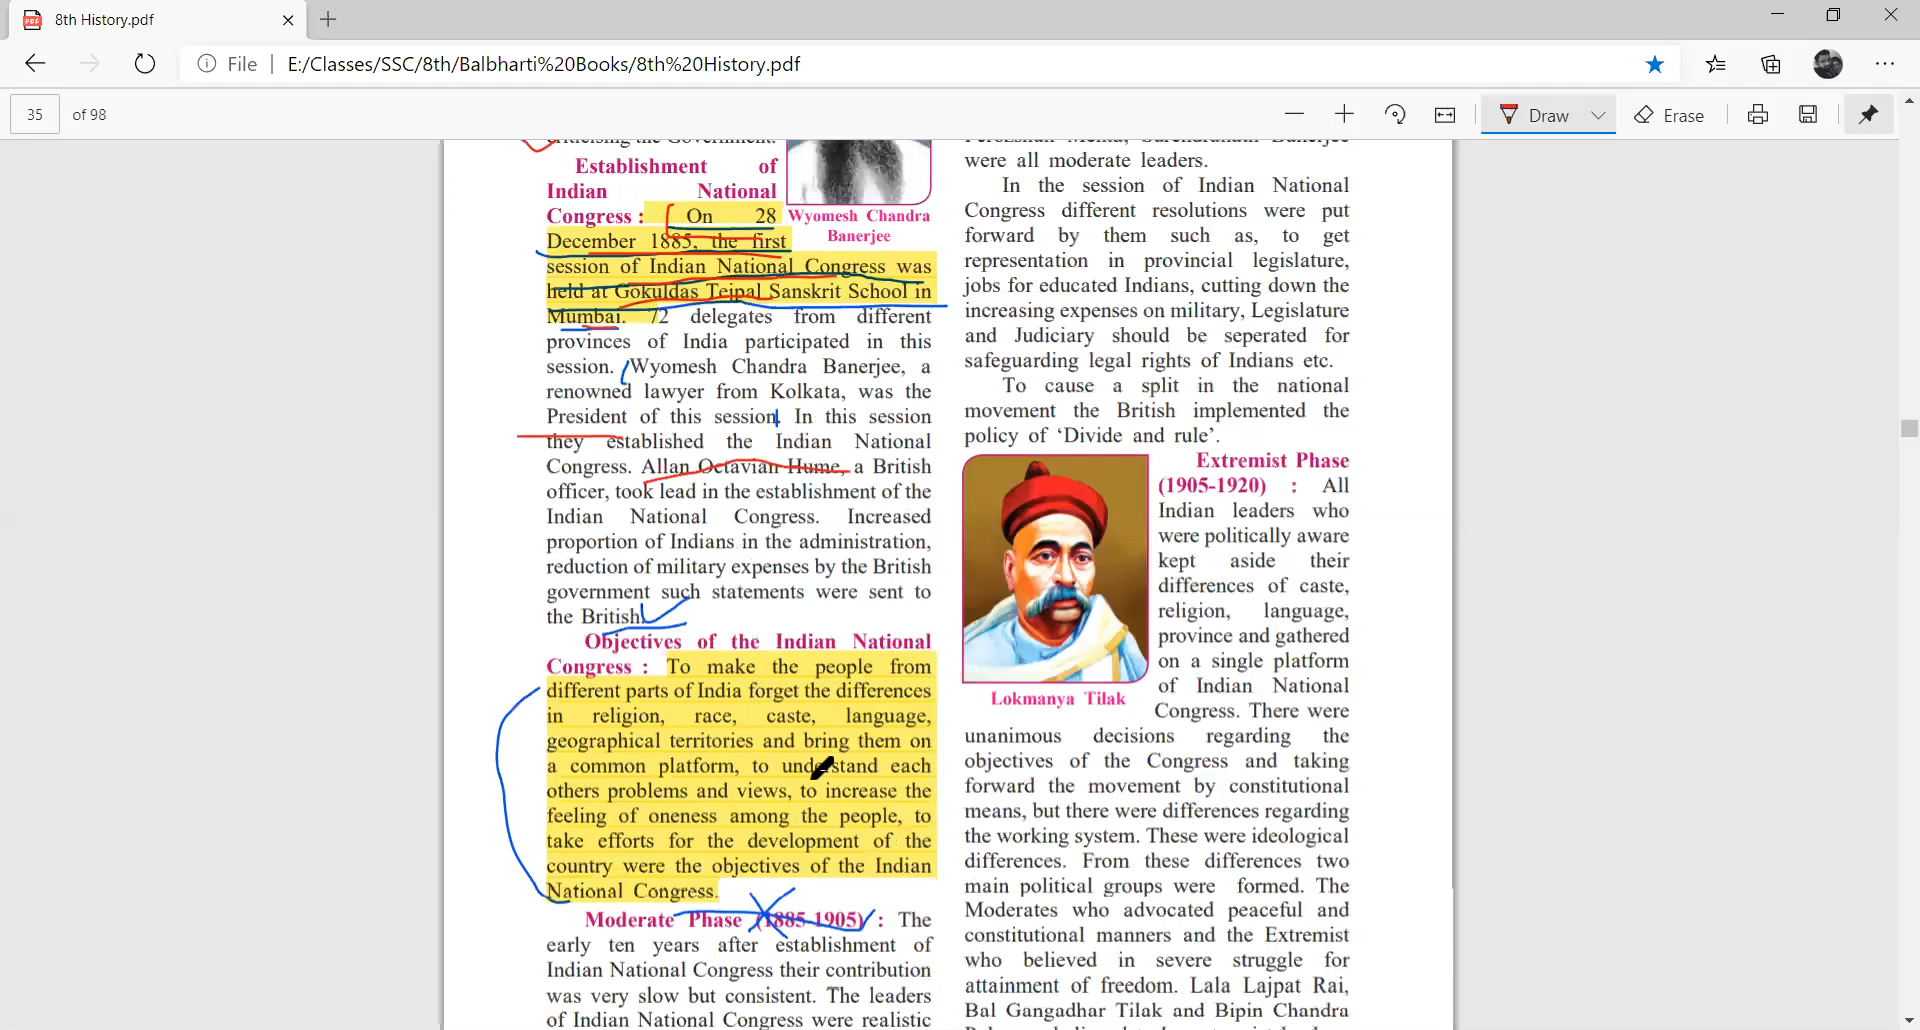 8th History.pdf
File
E:/Classes/SSC/8th/Balbharti%20Books/8th%20History.pdf
35 of 98
Draw
Erase
criticising the Government.
Establishment of
Indian National
Congress : On 28
December 1885, the first
session of Indian National Congress was
held at Gokuldas Tejpal Sanskrit School in
Mumbai. 72 delegates from different
provinces of India participated in this
session. Wyomesh Chandra Banerjee, a
renowned lawyer from Kolkata, was the
President of this session. In this session
they established the Indian National
Congress. Allan Octavian Hume, a British
officer, took lead in the establishment of the
Indian National Congress. Increased
proportion of Indians in the administration,
reduction of military expenses by the British
government such statements were sent to
the British.
Objectives of the Indian National
Congress : To make the people from
different parts of India forget the differences
in religion, race, caste, language,
geographical territories and bring them on
a common platform, to understand each
others problems and views, to increase the
feeling of oneness among the people, to
take efforts for the development of the
country were the objectives of the Indian
National Congress.
Moderate Phase (1885-1905) : The
early ten years after establishment of
Indian National Congress their contribution
was very slow but consistent. The leaders
of Indian National Congress were realistic
Wyomesh Chandra
Banerjee
Ferozshah Mehta, Surendranath Banerjee
were all moderate leaders.
In the session of Indian National
Congress different resolutions were put
forward by them such as, to get
representation in provincial legislature,
jobs for educated Indians, cutting down the
increasing expenses on military, Legislature
and Judiciary should be seperated for
safeguarding legal rights of Indians etc.
To cause a split in the national
movement the British implemented the
policy of ‘Divide and rule’.
Extremist Phase
(1905-1920) : All
Indian leaders who
were politically aware
kept aside their
differences of caste,
religion, language,
province and gathered
on a single platform
of Indian National
Congress. There were
Lokmanya Tilak
unanimous decisions regarding the
objectives of the Congress and taking
forward the movement by constitutional
means, but there were differences regarding
the working system. These were ideological
differences. From these differences two
main political groups were formed. The
Moderates who advocated peaceful and
constitutional manners and the Extremist
who believed in severe struggle for
attainment of freedom. Lala Lajpat Rai,
Bal Gangadhar Tilak and Bipin Chandra